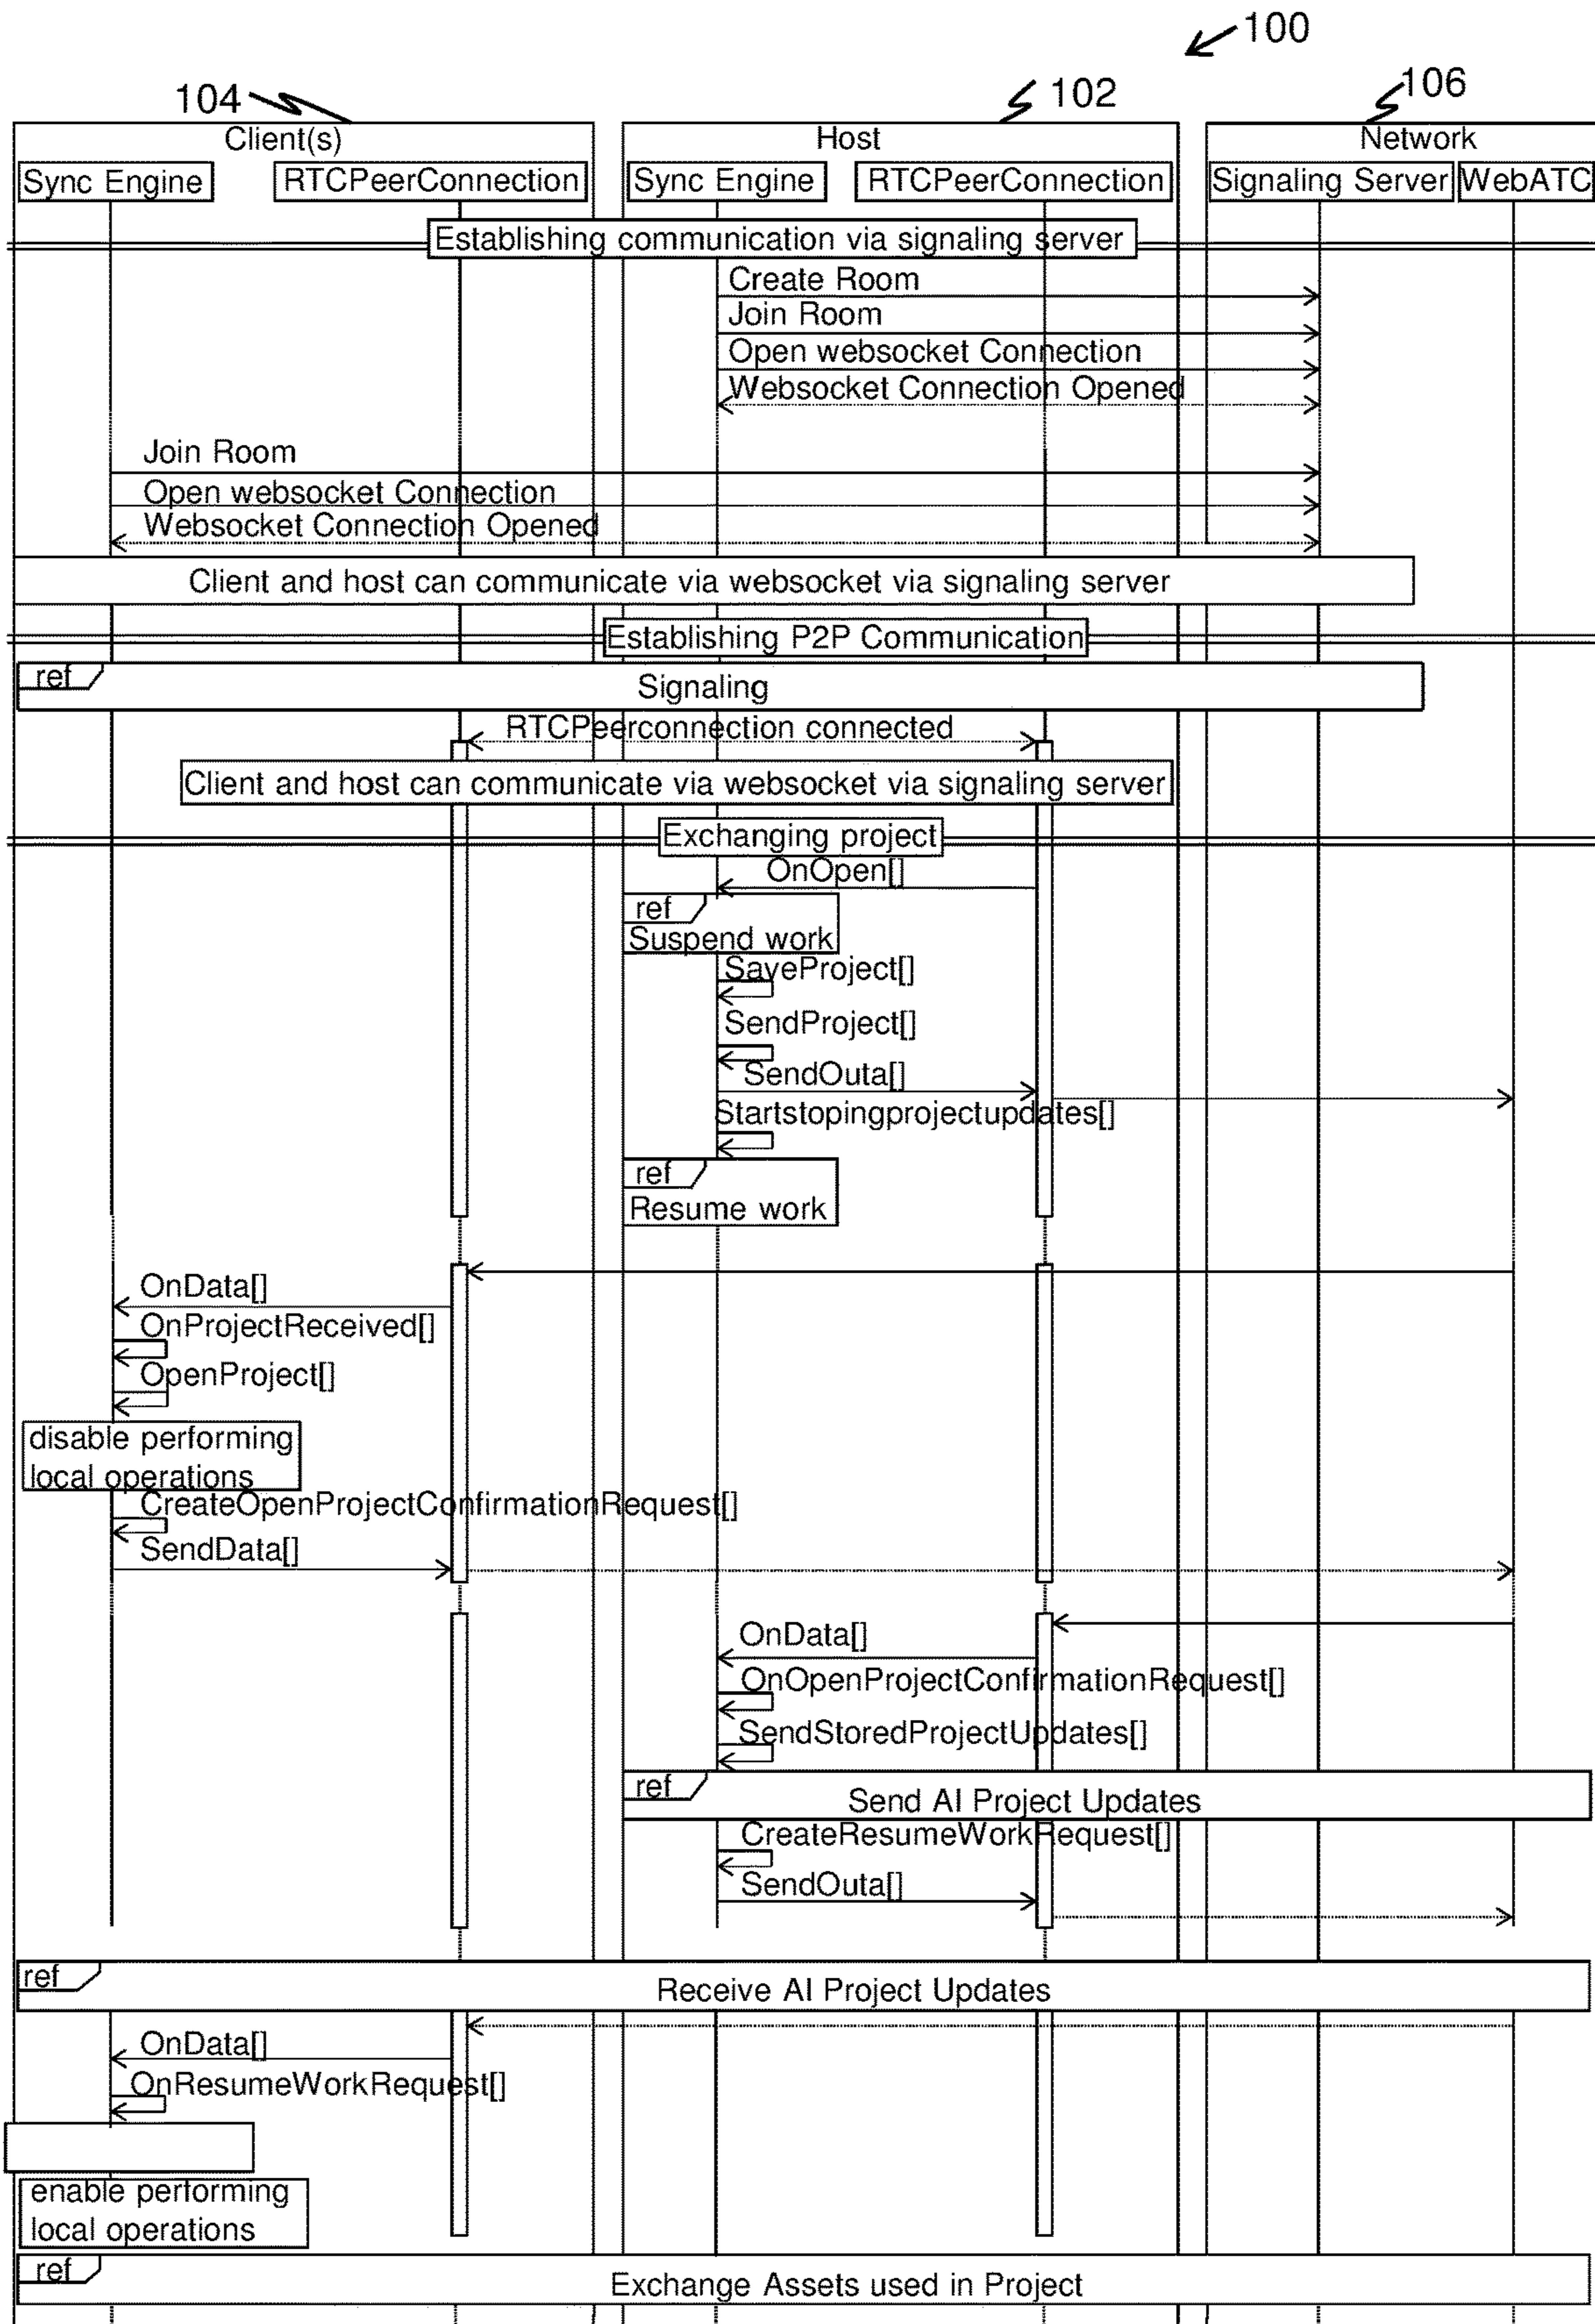 100
104
102
106
Client(s)
Host
Network
Sync Engine
RTCPeerConnection
Sync Engine
RTCPeerConnection
Signaling Server
WebATC
Establishing communication via signaling server
Create Room
Join Room
Open websocket Connection
Websocket Connection Opened
Join Room
Open websocket Connection
Websocket Connection Opened
Client and host can communicate via websocket via signaling server
Establishing P2P Communication
ref
Signaling
RTCPeerconnection connected
Client and host can communicate via websocket via signaling server
Exchanging project
OnOpen[]
ref
Suspend work
SaveProject[]
SendProject[]
SendOuta[]
Startstopingprojectupdates[]
ref
Resume work
OnData[]
OnProjectReceived[]
OpenProject[]
disable performing
local operations
CreateOpenProjectConfirmationRequest[]
SendData[]
OnData[]
OnOpenProjectConfirmationRequest[]
SendStoredProjectUpdates[]
ref
Send AI Project Updates
CreateResumeWorkRequest[]
SendOuta[]
ref
Receive AI Project Updates
OnData[]
OnResumeWorkRequest[]
enable performing
local operations
ref
Exchange Assets used in Project